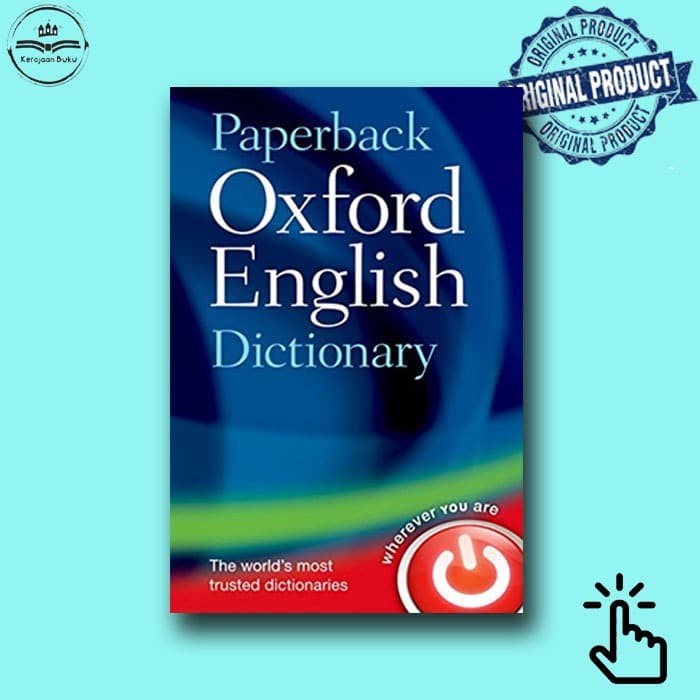 Kerajaan Buku
ORIGINAL PRODUCT
ORIGINAL PRODUCT
ORIGINAL PRODUCT
Paperback
Oxford
English
Dictionary
wherever YOU are
The world's most
trusted dictionaries